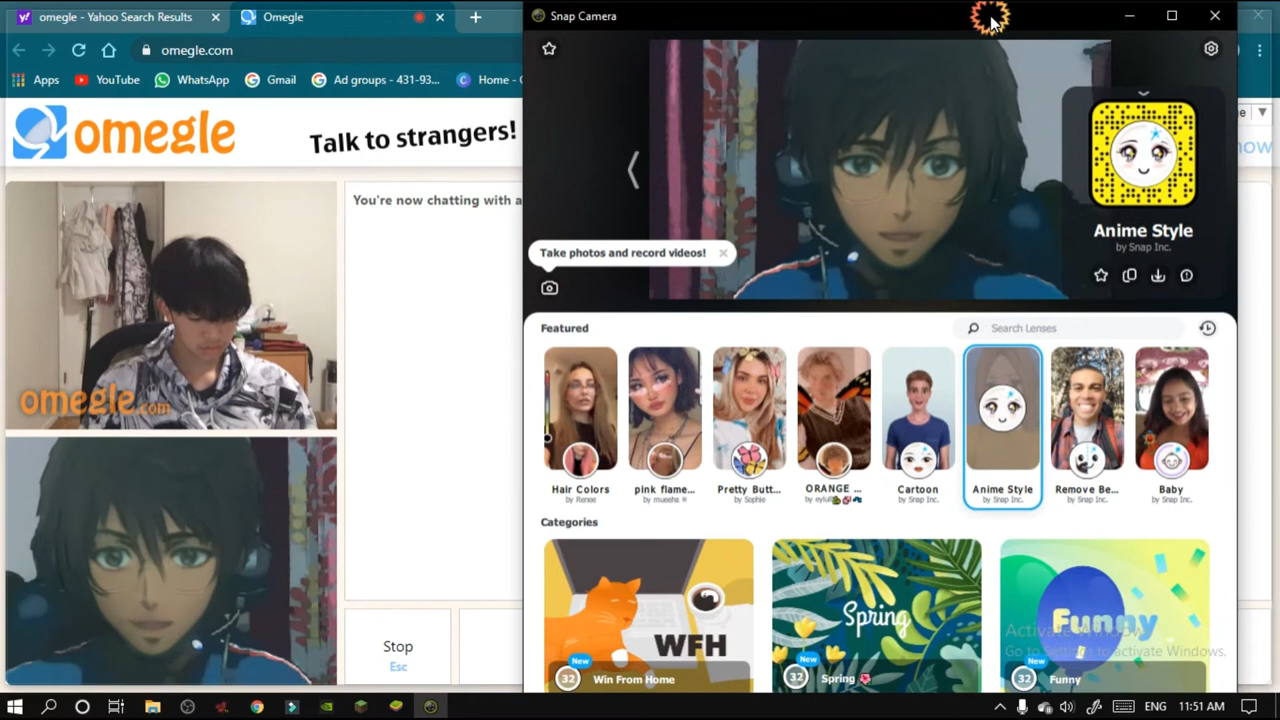 omegle - Yahoo Search Results
Omegle
Snap Camera
omegle.com
Apps
YouTube
WhatsApp
Gmail
Ad groups - 431-93...
Home -
omegle
Talk to strangers!
You're now chatting with a
omegle.com
Stop
Esc
Take photos and record videos!
Anime Style
by Snap Inc.
Featured
Search Lenses
Hair Colors
by Renee
pink flame...
Pretty Butt...
by Sophie
ORANGE ...
Cartoon
by Snap Inc.
Anime Style
by Snap Inc.
Remove Be...
by Snap Inc.
Baby
by Snap Inc.
Categories
WFH
New
32
Win From Home
Spring
New
32
Spring
Funny
New
32
Funny
Activate Windows
Go to Settings to activate Windows.
ENG
11:51 AM